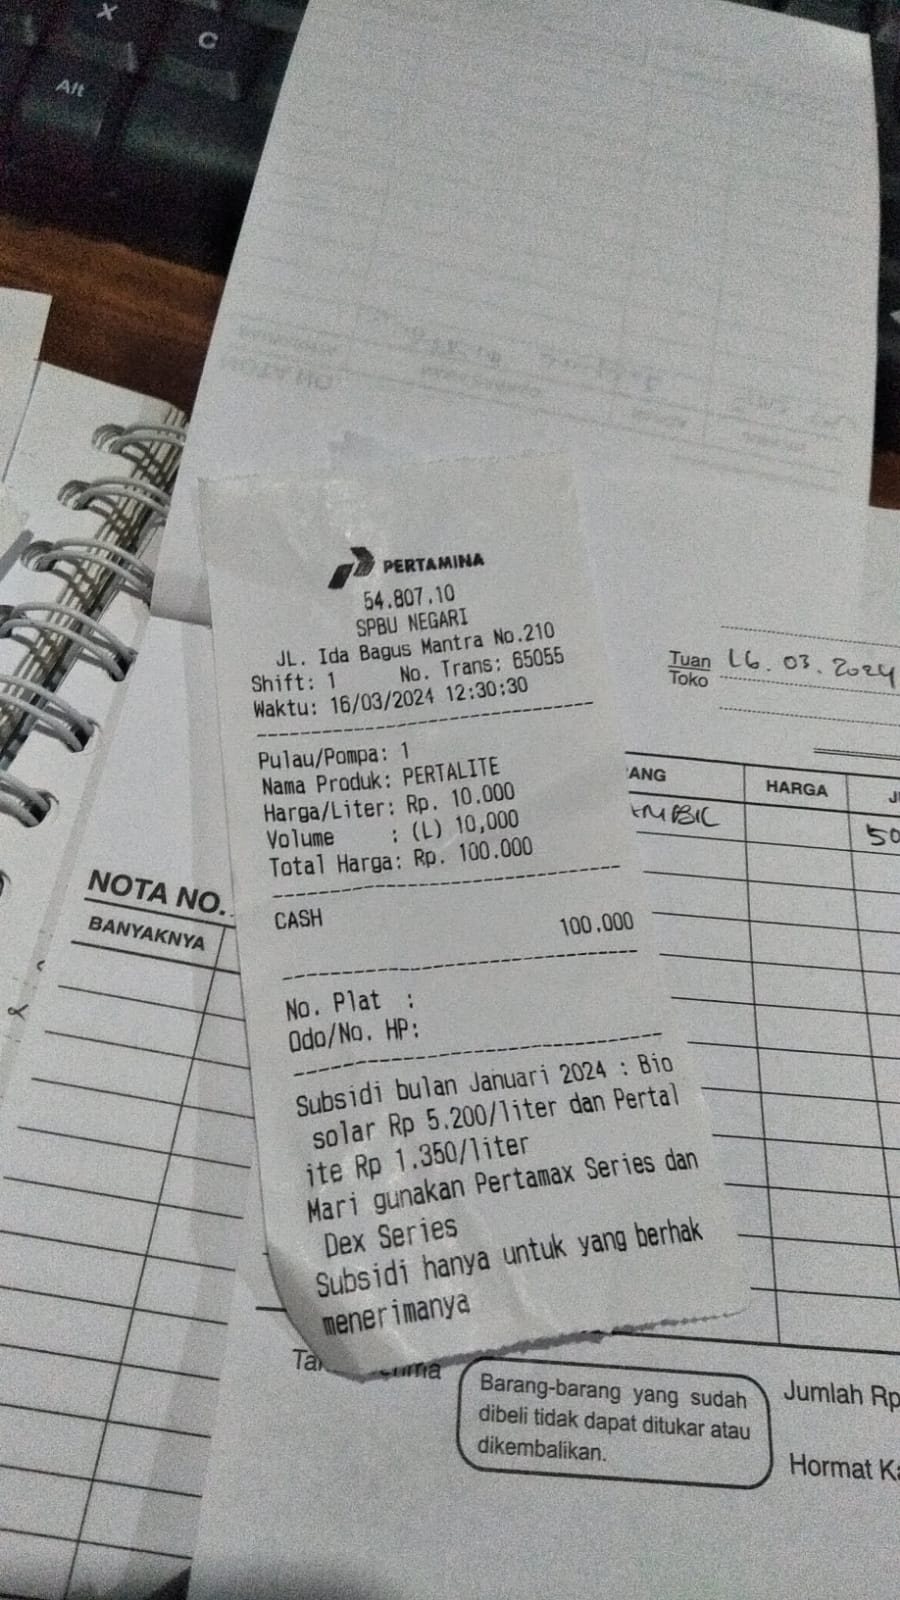 X
C
Alt
PERTAMINA
54.807.10
SPBU NEGARI
JL. Ida Bagus Mantra No.210
Shift: 1 No. Trans: 65055
Waktu: 16/03/2024 12:30:30
Pulau/Pompa: 1
Nama Produk: PERTALITE
Harga/Liter: Rp. 10.000
Volume : (L) 10,000
Total Harga: Rp. 100.000
CASH
100.000
No. Plat :
Odo/No. HP:
Subsidi bulan Januari 2024 : Bio
solar Rp 5.200/liter dan Pertal
ite Rp 1.350/liter
Mari gunakan Pertamax Series dan
Dex Series
Subsidi hanya untuk yang berhak
menerimanya
Tuan 16.03.2024
Toko
NOTA NO.
BANYAKNYA
ANG HARGA J
50
Barang-barang yang sudah
dibeli tidak dapat ditukar atau
dikembalikan.
Jumlah Rp
Hormat Ka